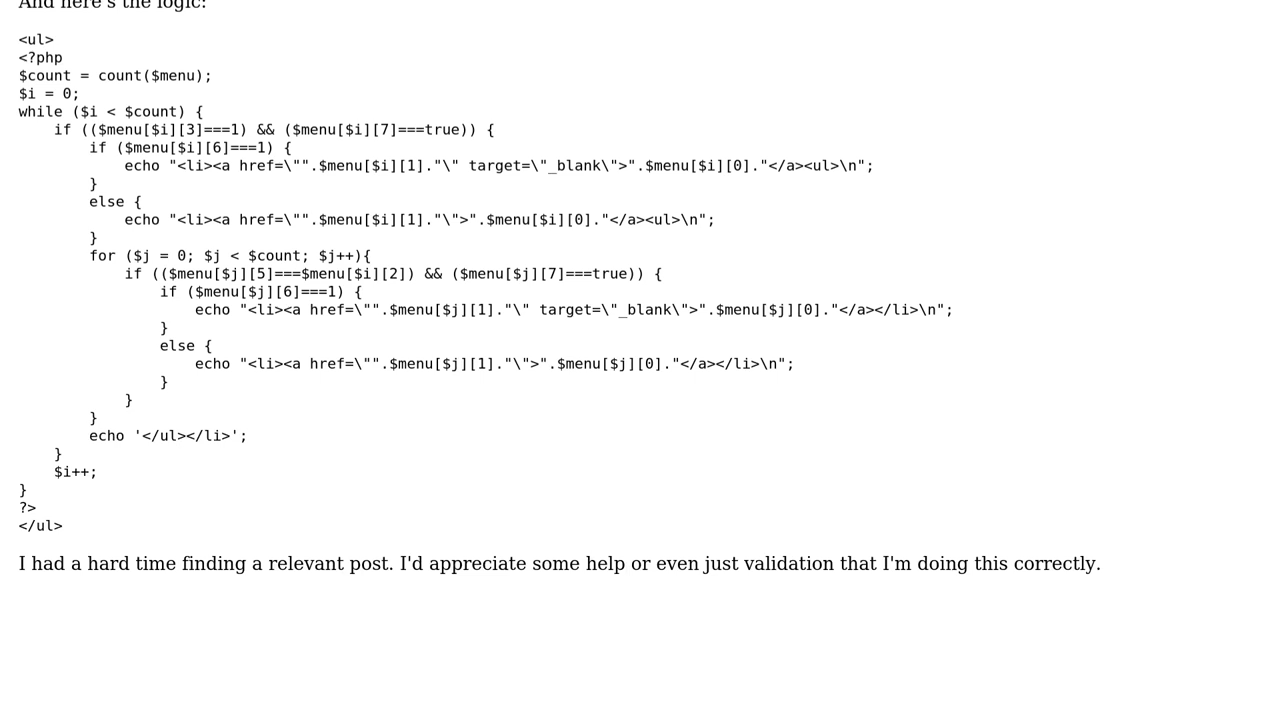 And here's the logic:
<ul>
<?php
$count = count($menu);
$i = 0;
while ($i < $count) {
    if (($menu[$i][3]===1) && ($menu[$i][7]===true)) {
        if ($menu[$i][6]===1) {
            echo "<li><a href=\"".$menu[$i][1]."\" target=\"_blank\">".$menu[$i][0]."</a><ul>\n";
        }
        else {
            echo "<li><a href=\"".$menu[$i][1]."\">".$menu[$i][0]."</a><ul>\n";
        }
        for ($j = 0; $j < $count; $j++){
            if (($menu[$j][5]===$menu[$i][2]) && ($menu[$j][7]===true)) {
                if ($menu[$j][6]===1) {
                    echo "<li><a href=\"".$menu[$j][1]."\" target=\"_blank\">".$menu[$j][0]."</a></li>\n";
                }
                else {
                    echo "<li><a href=\"".$menu[$j][1]."\">".$menu[$j][0]."</a></li>\n";
                }
            }
        }
        echo '</ul></li>';
    }
    $i++;
}
?>
</ul>
I had a hard time finding a relevant post. I'd appreciate some help or even just validation that I'm doing this correctly.